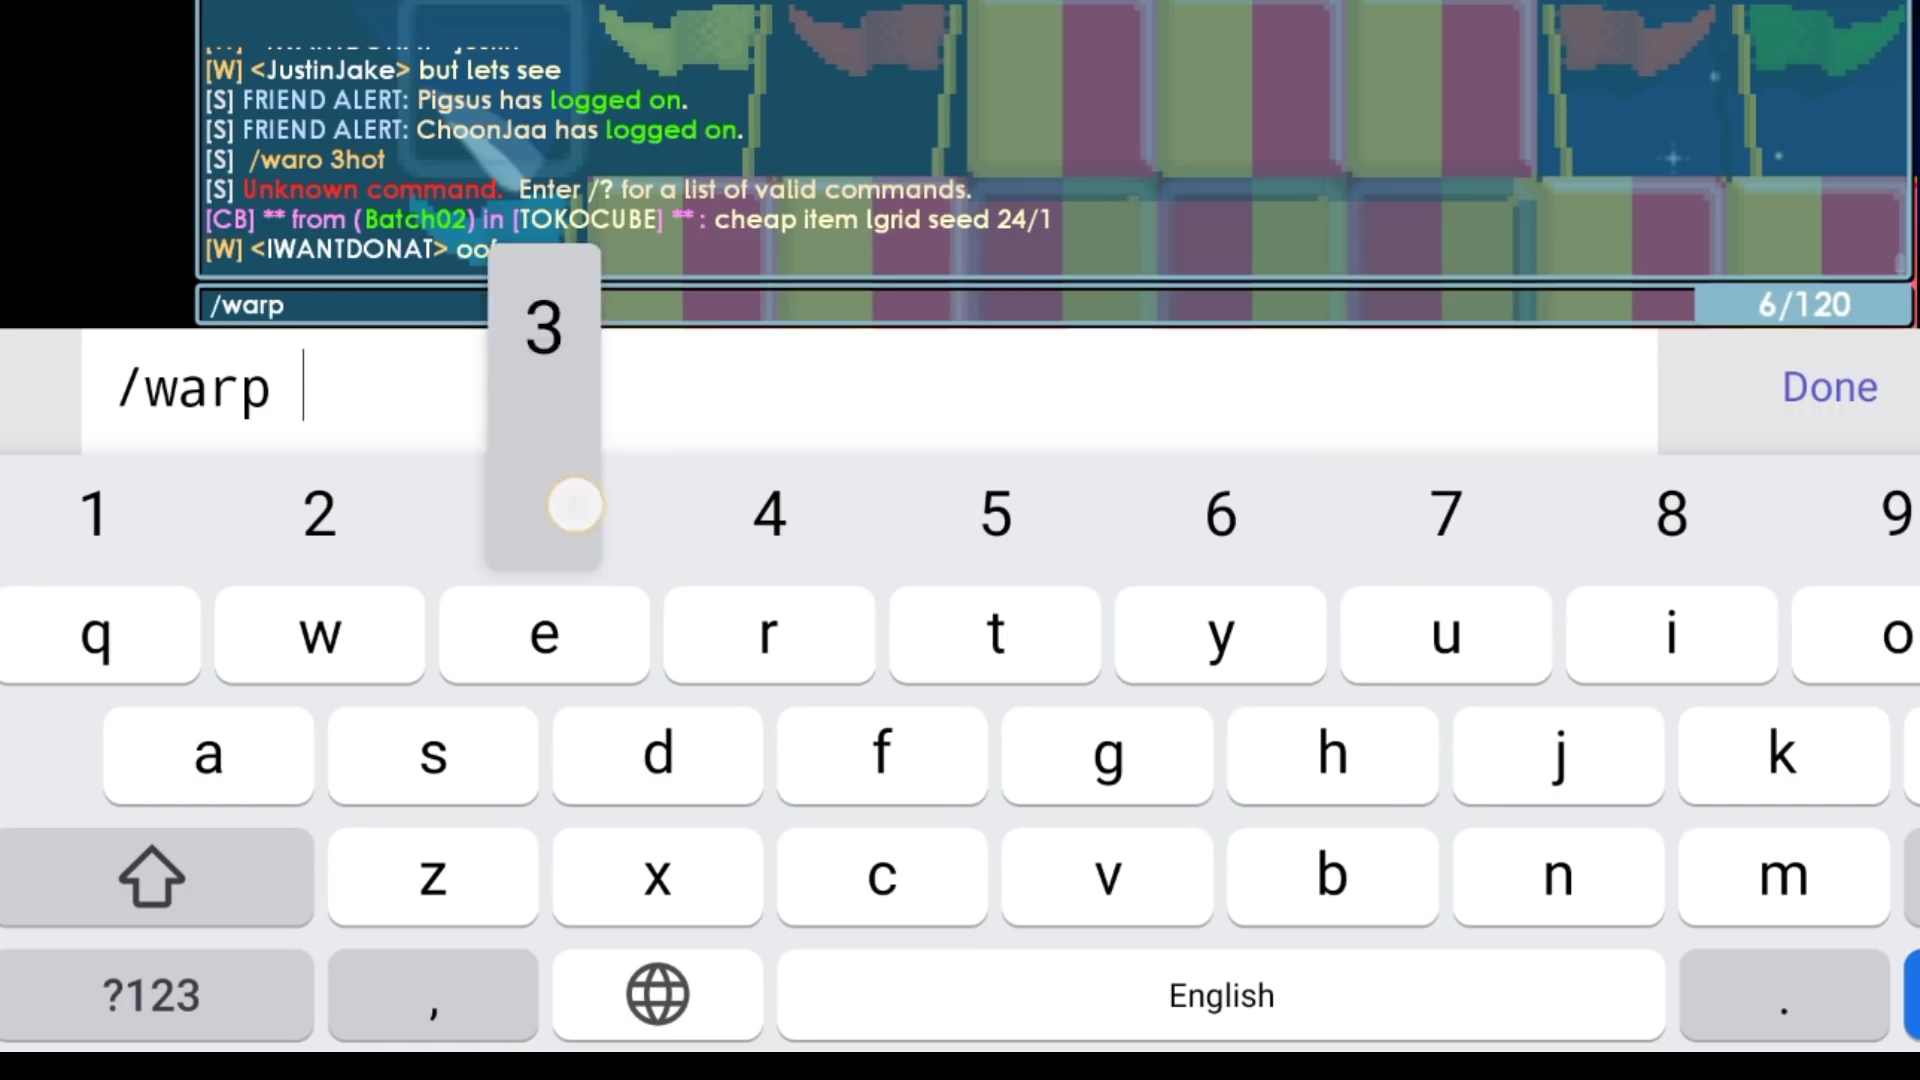 [W] <JustinJake> but lets see
[S] FRIEND ALERT: Pigsus has logged on.
[S] FRIEND ALERT: ChoonJaa has logged on.
[S] /waro 3hot
[S] Unknown command. Enter /? for a list of valid commands.
[CB] ** from (Batch02) in [TOKOCUBE] ** : cheap item lgrid seed 24/1
[W] <IWANTDONAT>
/warp 6/120
/warp Done
3
1 2 4 5 6 7 8 9
q w e r t y u i o
a s d f g h j k
z x c v b n m
?123 , English .